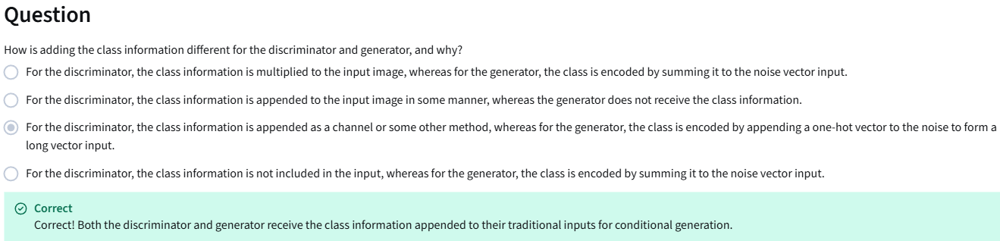 Question
How is adding the class information different for the discriminator and generator, and why?
For the discriminator, the class information is multiplied to the input image, whereas for the generator, the class is encoded by summing it to the noise vector input.
For the discriminator, the class information is appended to the input image in some manner, whereas the generator does not receive the class information.
For the discriminator, the class information is appended as a channel or some other method, whereas for the generator, the class is encoded by appending a one-hot vector to the noise to form a
long vector input.
For the discriminator, the class information is not included in the input, whereas for the generator, the class is encoded by summing it to the noise vector input.
Correct
Correct! Both the discriminator and generator receive the class information appended to their traditional inputs for conditional generation.